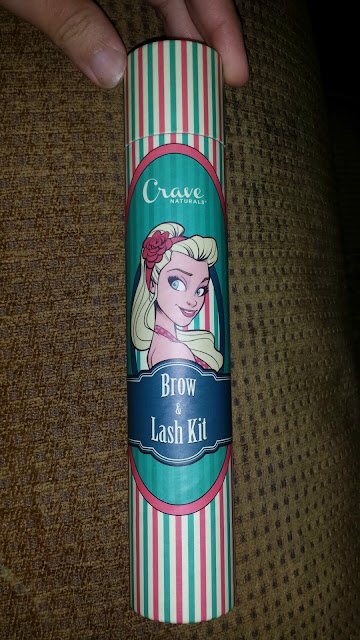 Crave
NATURALS®
Brow
&
Lash Kit